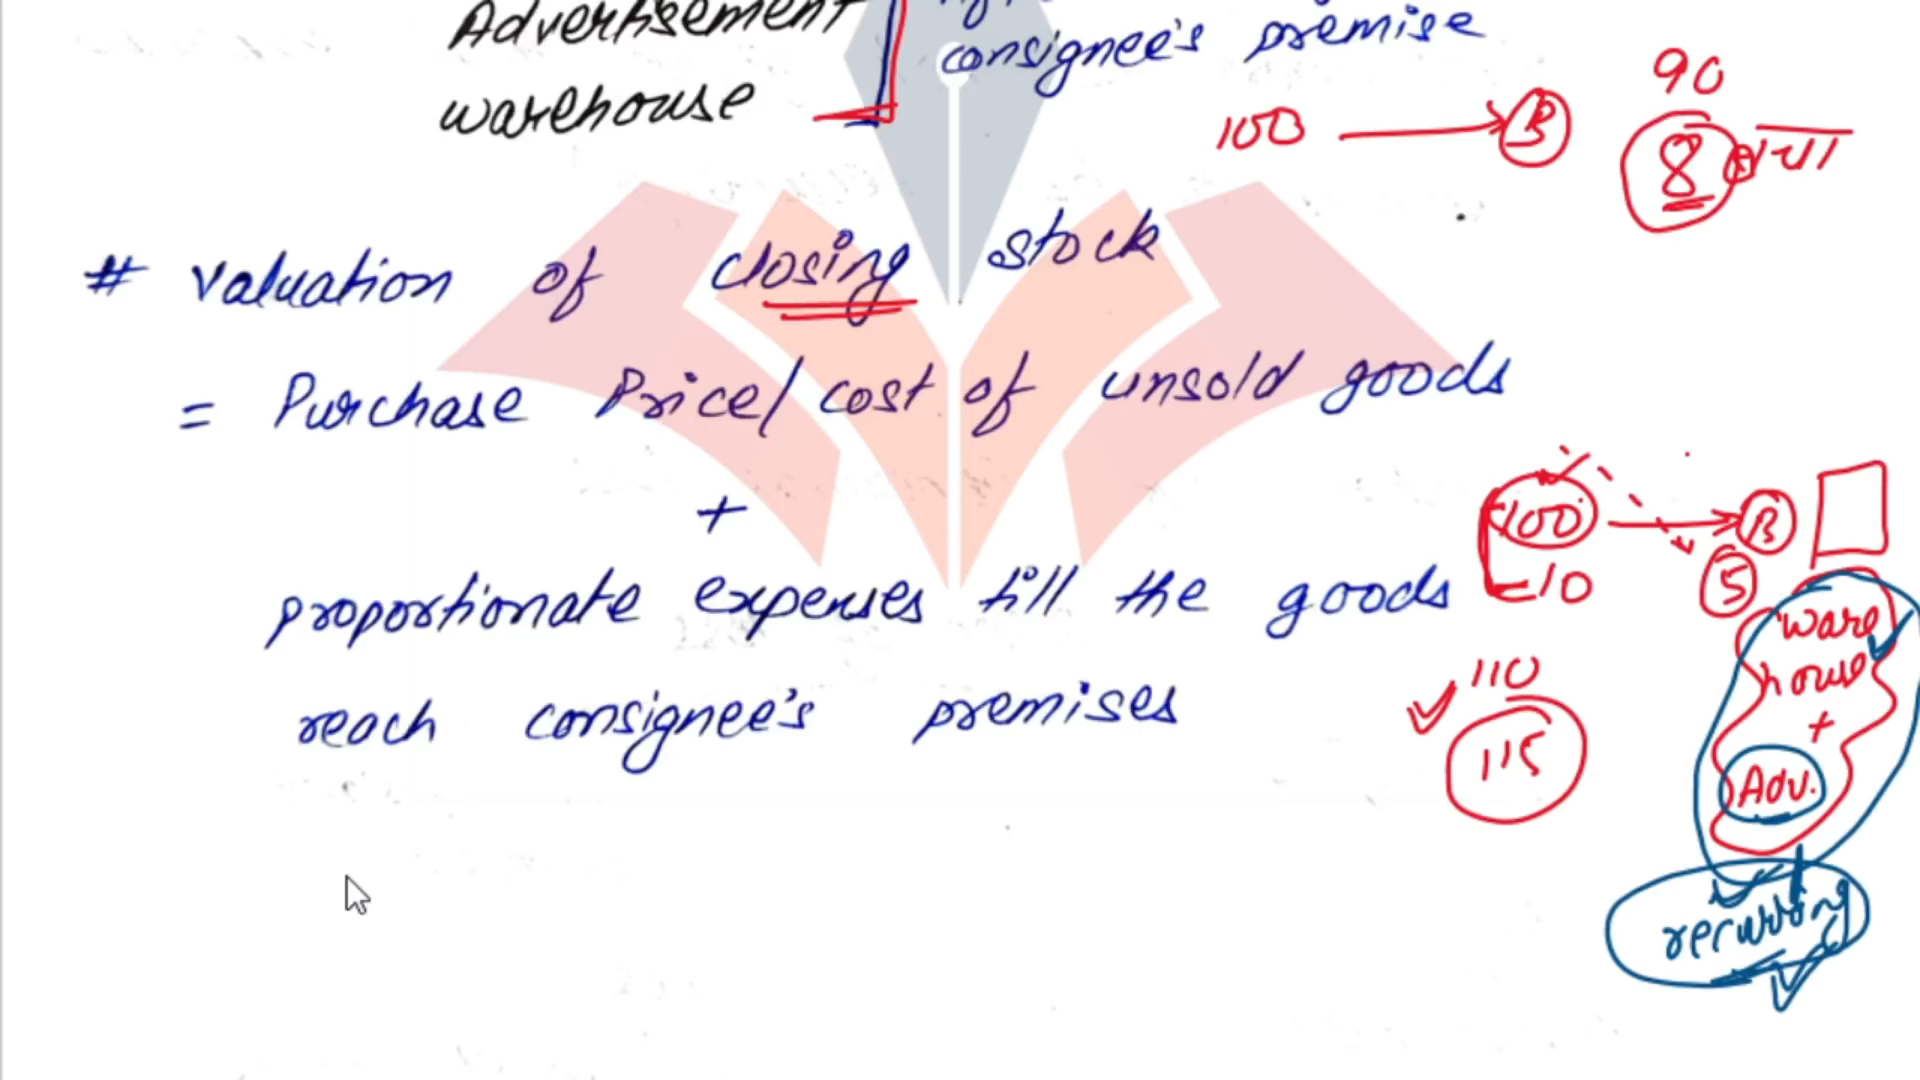 Advertisement
consignee's premise
warehouse
90
100 → B
8
# Valuation of closing stock
= Purchase Price/cost of unsold goods
+
proportionate expenses till the goods
reach consignee's premises
100 → B
10
5
110
115
ware
house
+
Adv.
recurring